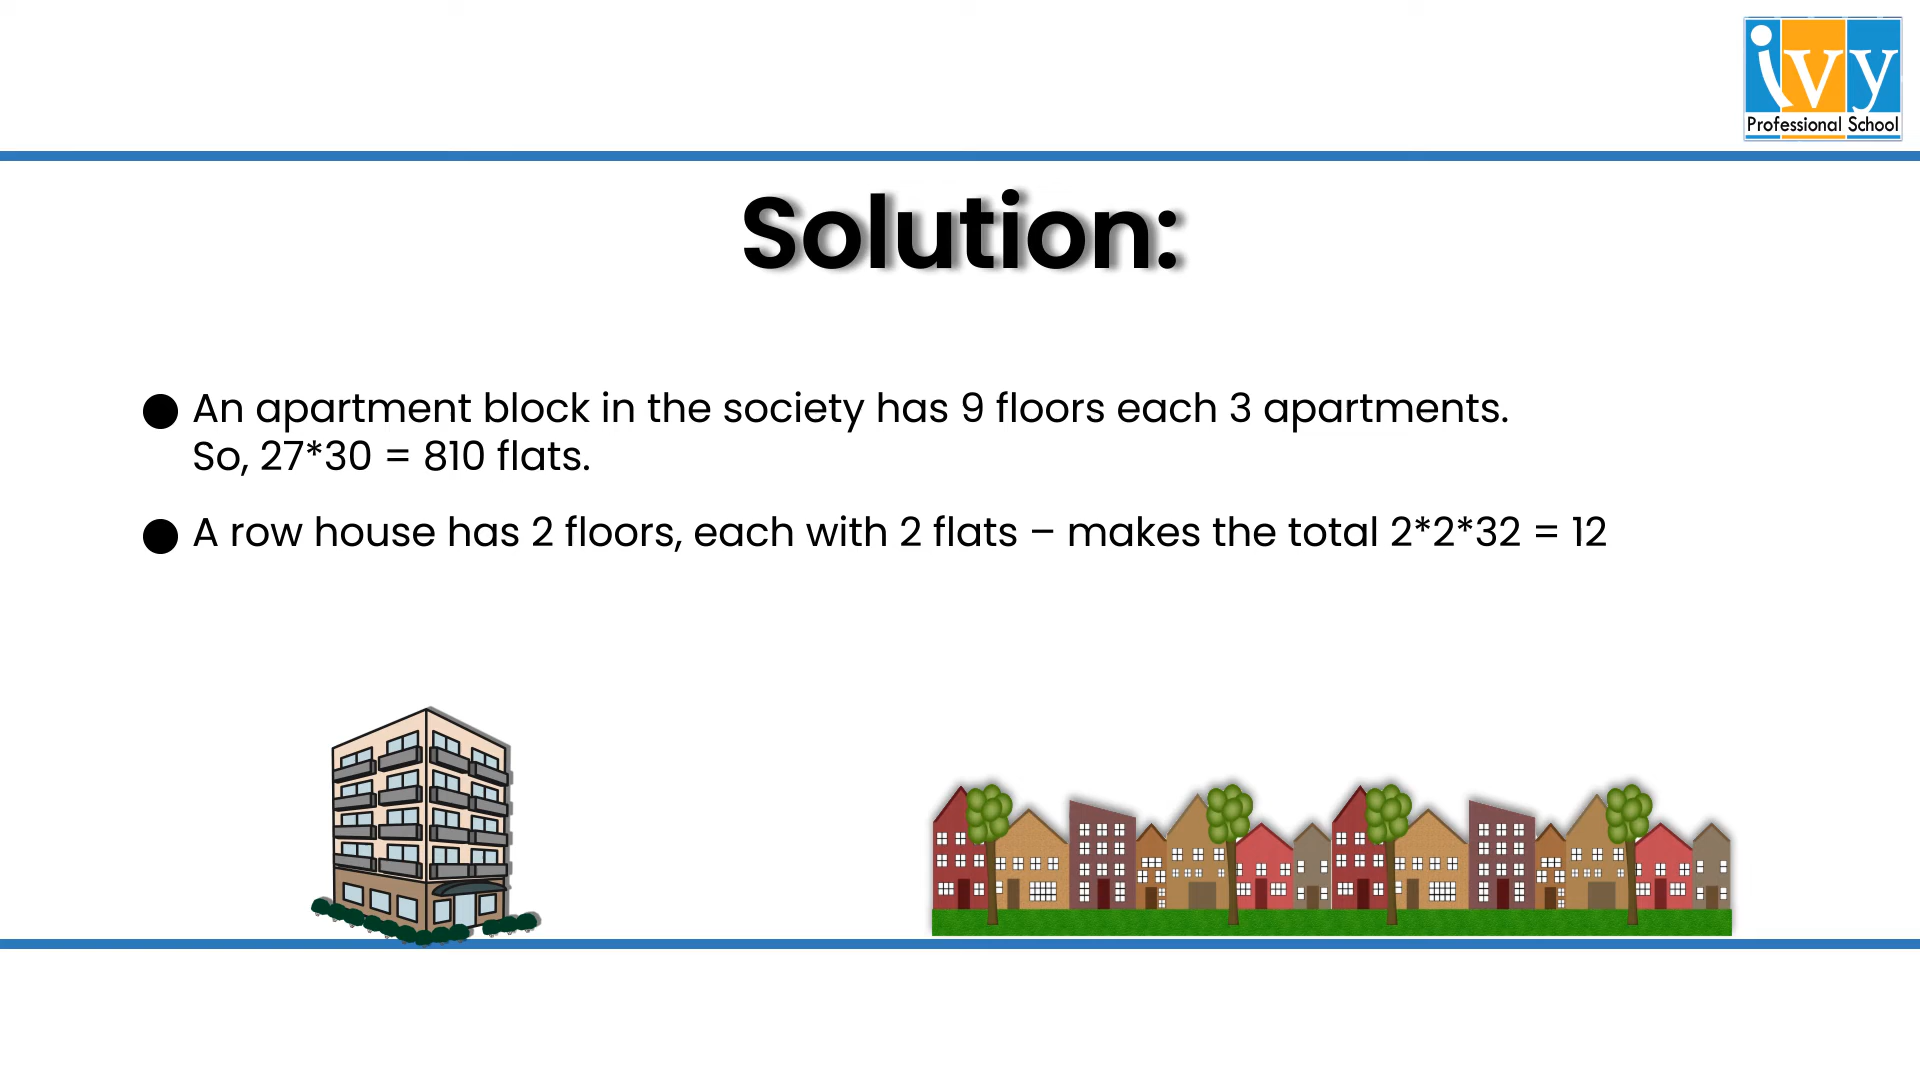 ivy
Professional School
Solution:
● An apartment block in the society has 9 floors each 3 apartments.
So, 27*30 = 810 flats.
● A row house has 2 floors, each with 2 flats – makes the total 2*2*32 = 12